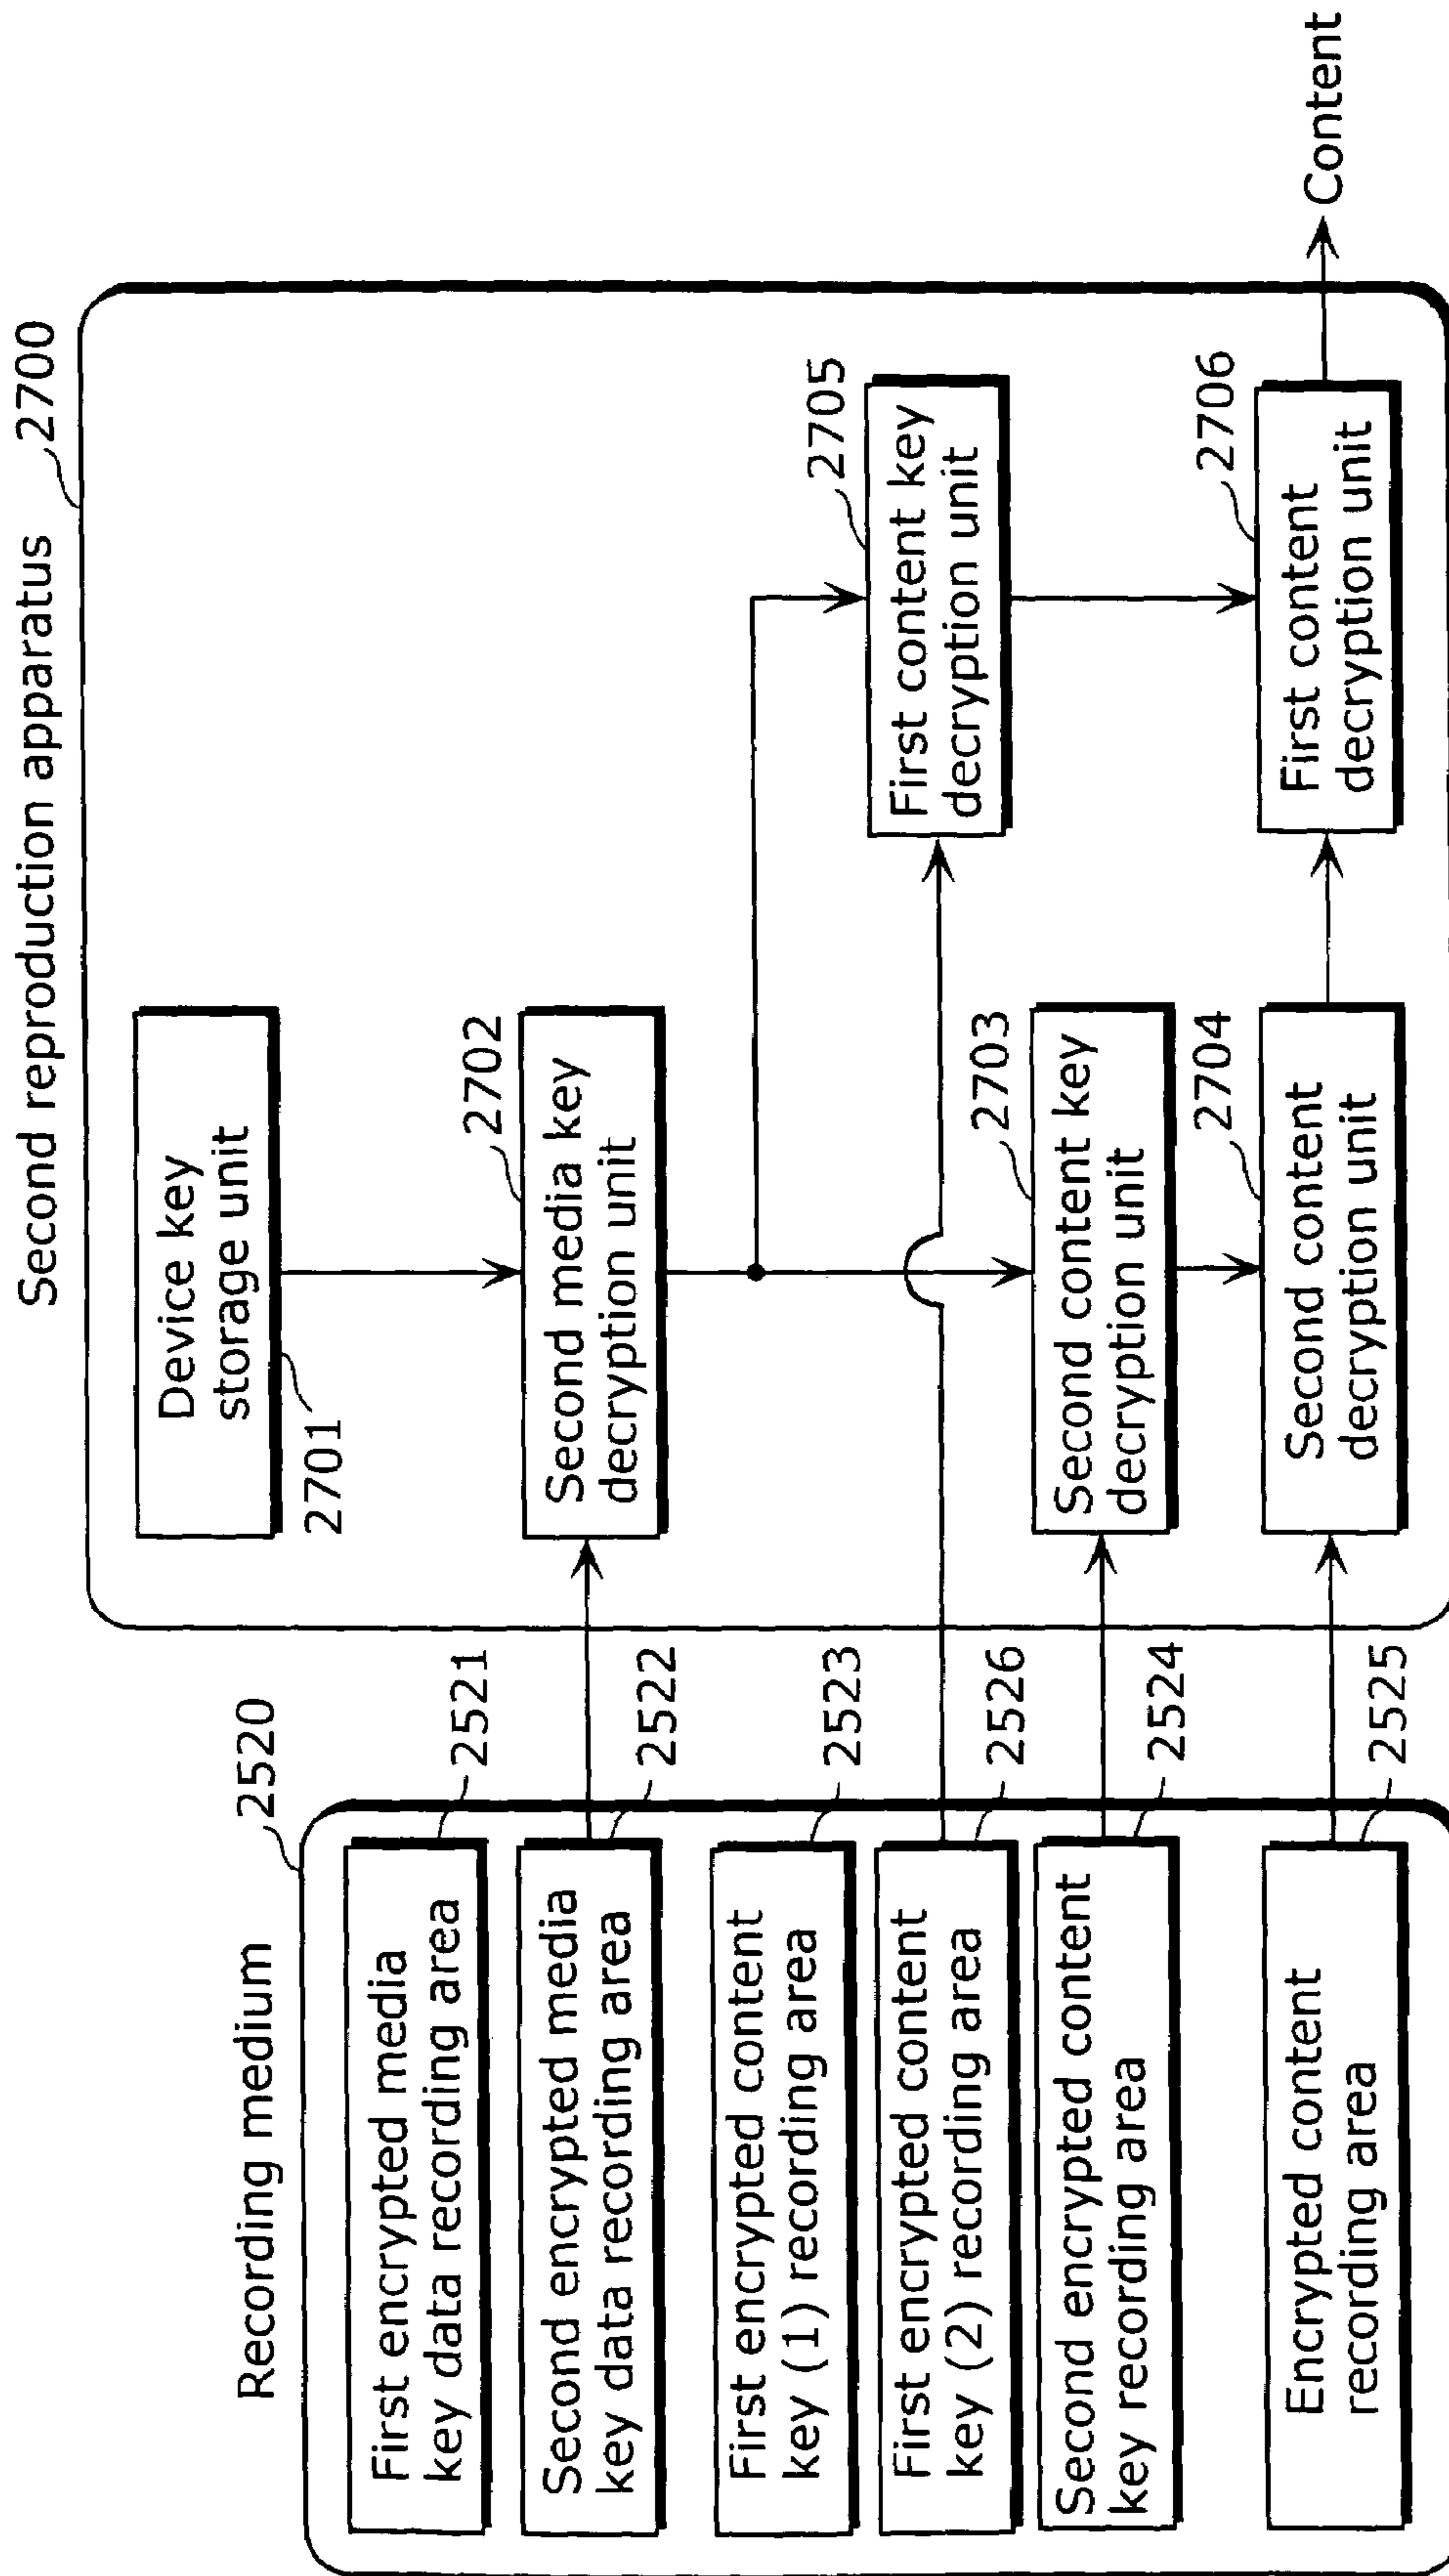 Second reproduction apparatus
2700
Recording medium
2520
First encrypted media
key data recording area
2521
Second encrypted media
key data recording area
2522
First encrypted content
key (1) recording area
2523
First encrypted content
key (2) recording area
2526
Second encrypted content
key recording area
2524
Encrypted content
recording area
2525
Device key
storage unit
2701
Second media key
decryption unit
2702
Second content key
decryption unit
2703
Second content
decryption unit
2704
First content key
decryption unit
2705
First content
decryption unit
2706
Content